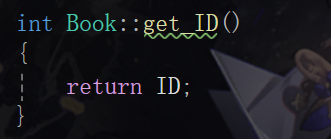 int Book::get_ID()
{
    return ID;
}